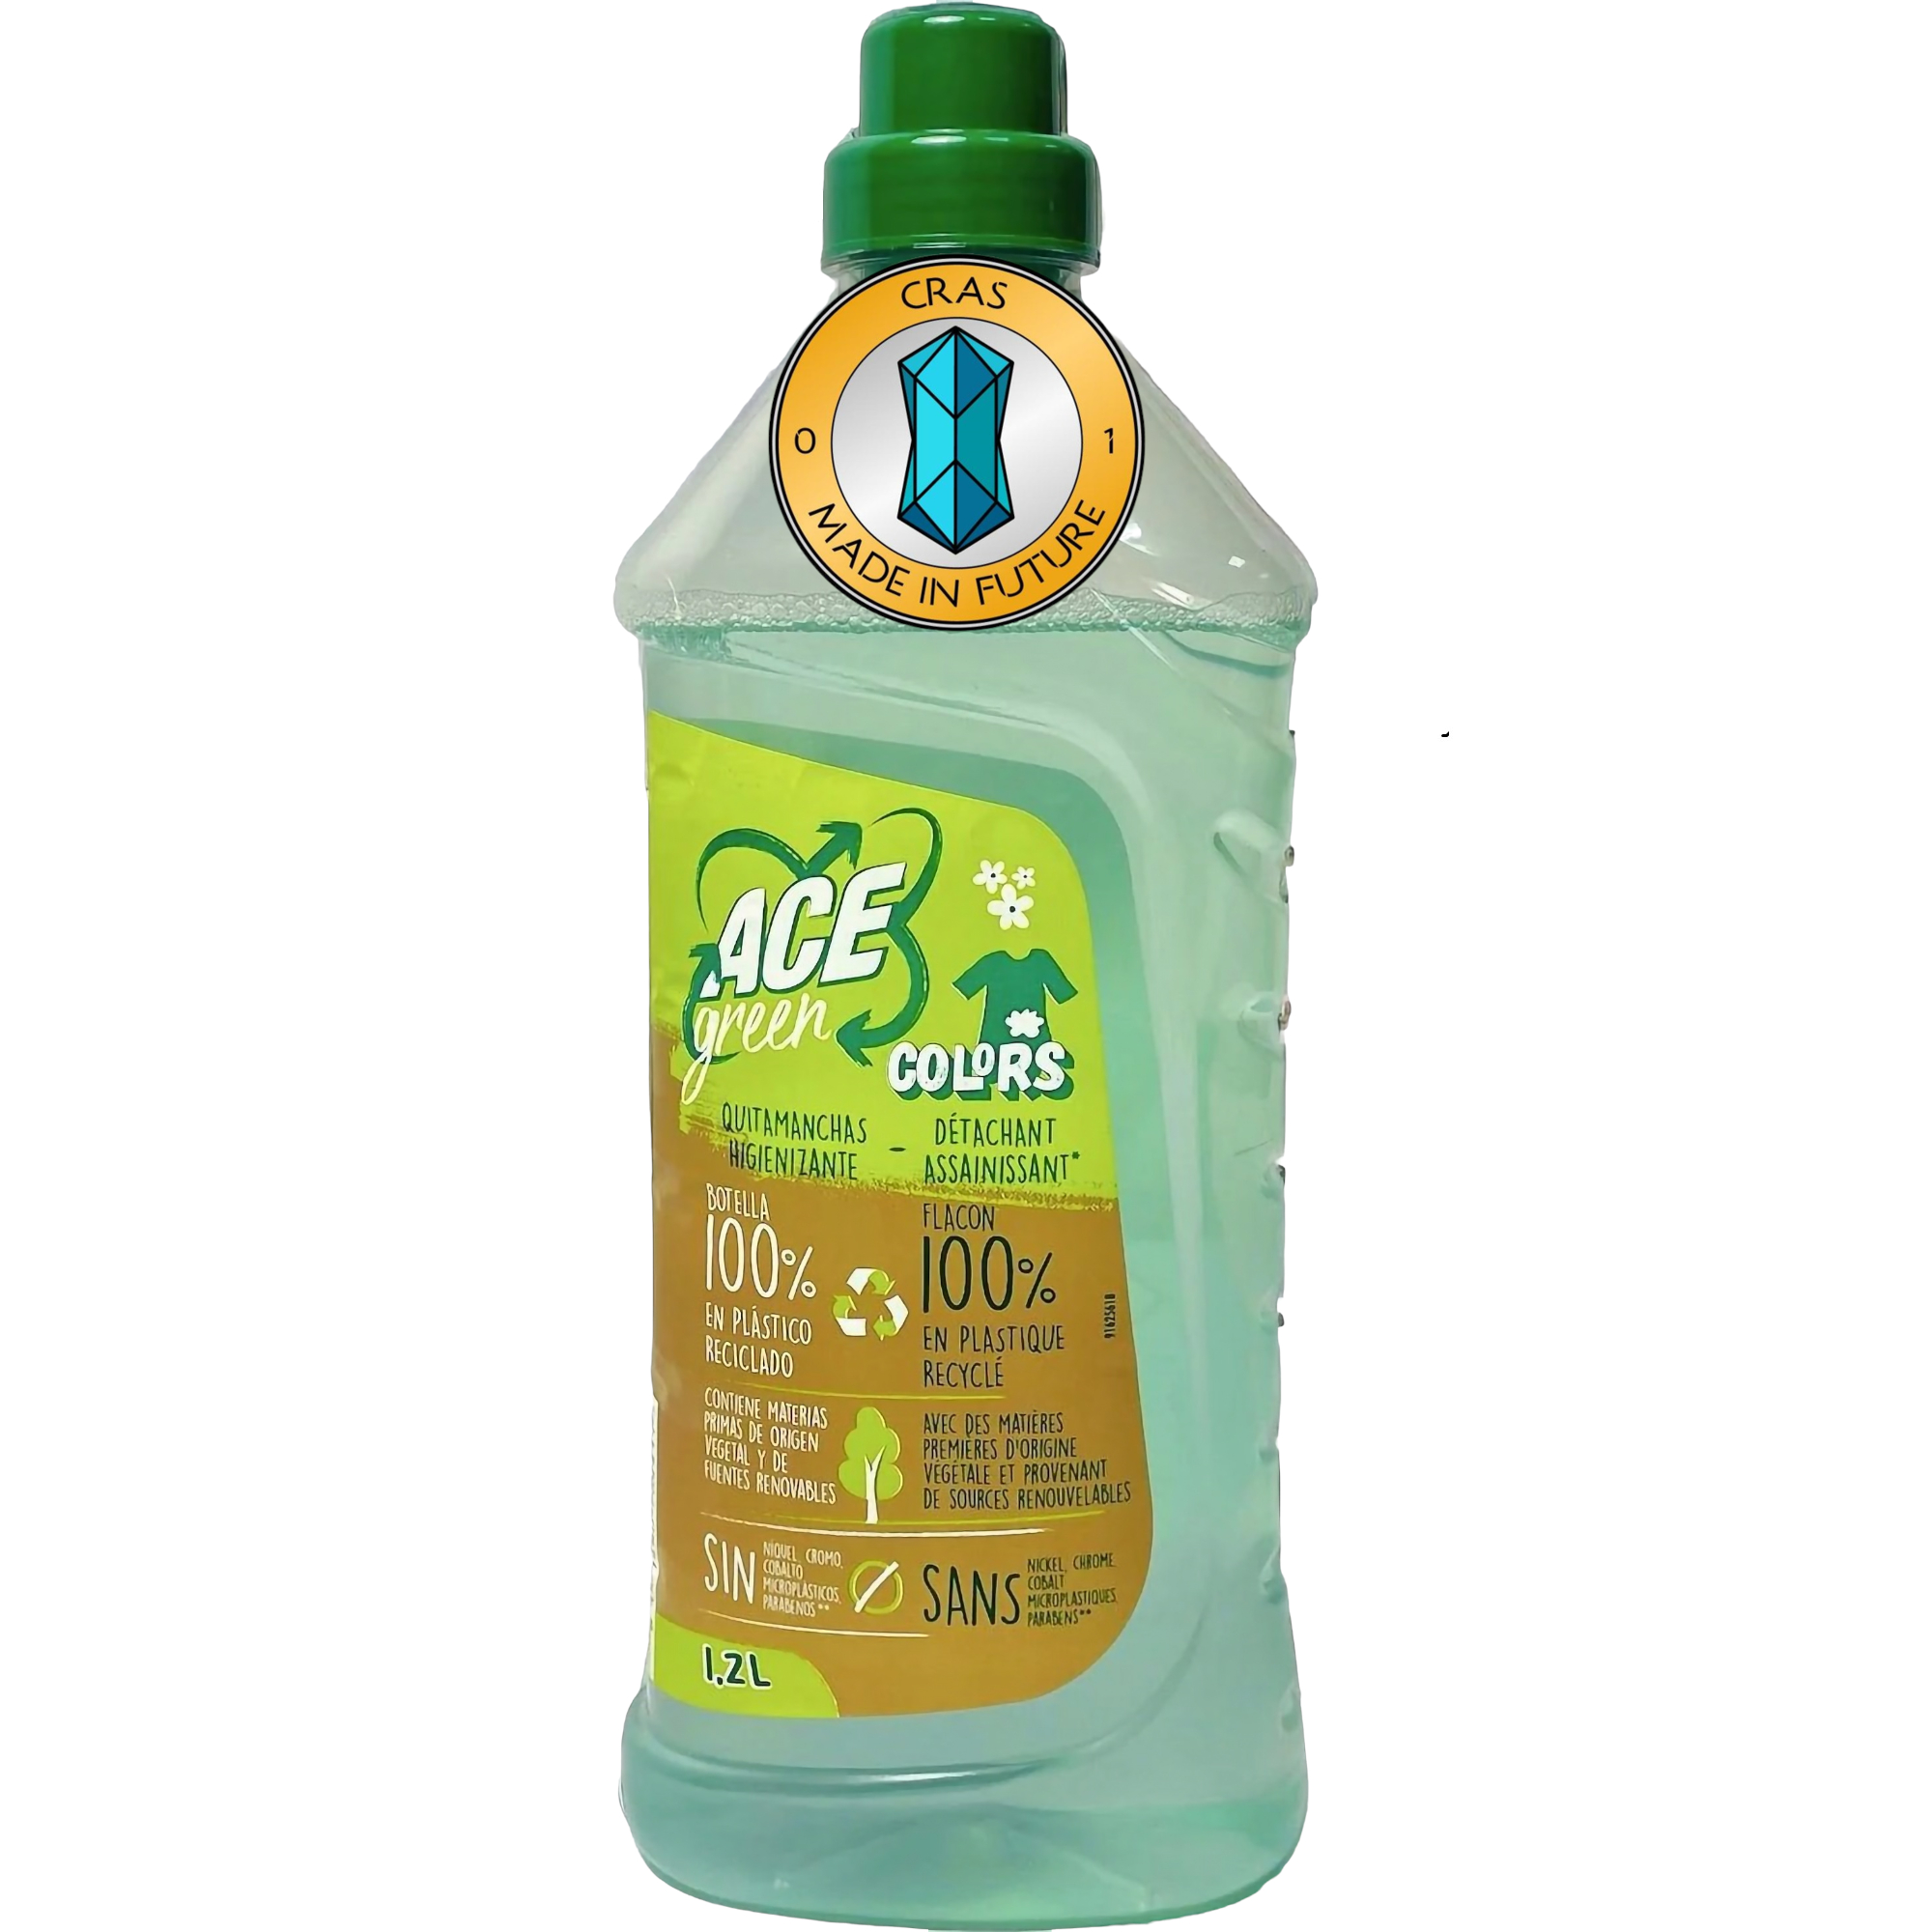 CRAS
0 1
MADE IN FUTURE
ACE
green
COLORS
QUITAMANCHAS
HIGIENIZANTE
-
DÉTACHANT
ASSAINISSANT*
BOTELLA
100%
EN PLÁSTICO
RECICLADO
FLACON
100%
EN PLASTIQUE
RECYCLÉ
91625618
CONTIENE MATERIAS
PRIMAS DE ORIGEN
VEGETAL Y DE
FUENTES RENOVABLES
AVEC DES MATIÈRES
PREMIÈRES D'ORIGINE
VÉGÉTALE ET PROVENANT
DE SOURCES RENOUVELABLES
SIN
NÍQUEL, CROMO,
COBALTO
MICROPLÁSTICOS,
PARABENOS**
SANS
NICKEL, CHROME,
COBALT
MICROPLASTIQUES,
PARABENS**
1.2L